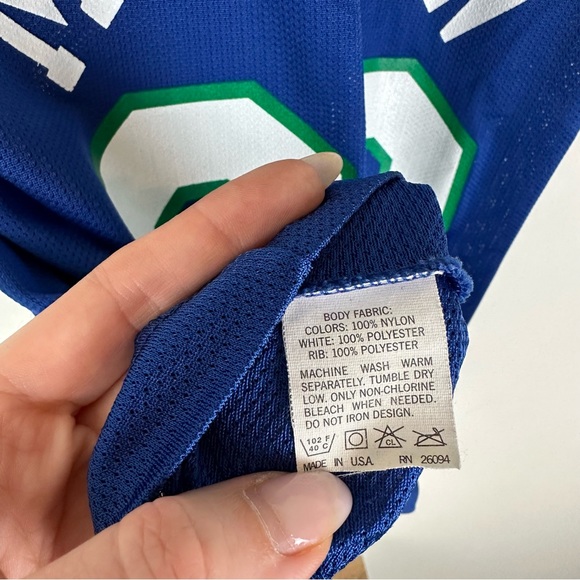 BODY FABRIC:
COLORS: 100% NYLON
WHITE: 100% POLYESTER
RIB: 100% POLYESTER
MACHINE WASH WARM
SEPARATELY. TUMBLE DRY
LOW. ONLY NON-CHLORINE
BLEACH WHEN NEEDED.
DO NOT IRON DESIGN.
102 F
40 C
CL
MADE IN U.S.A. RN 26094